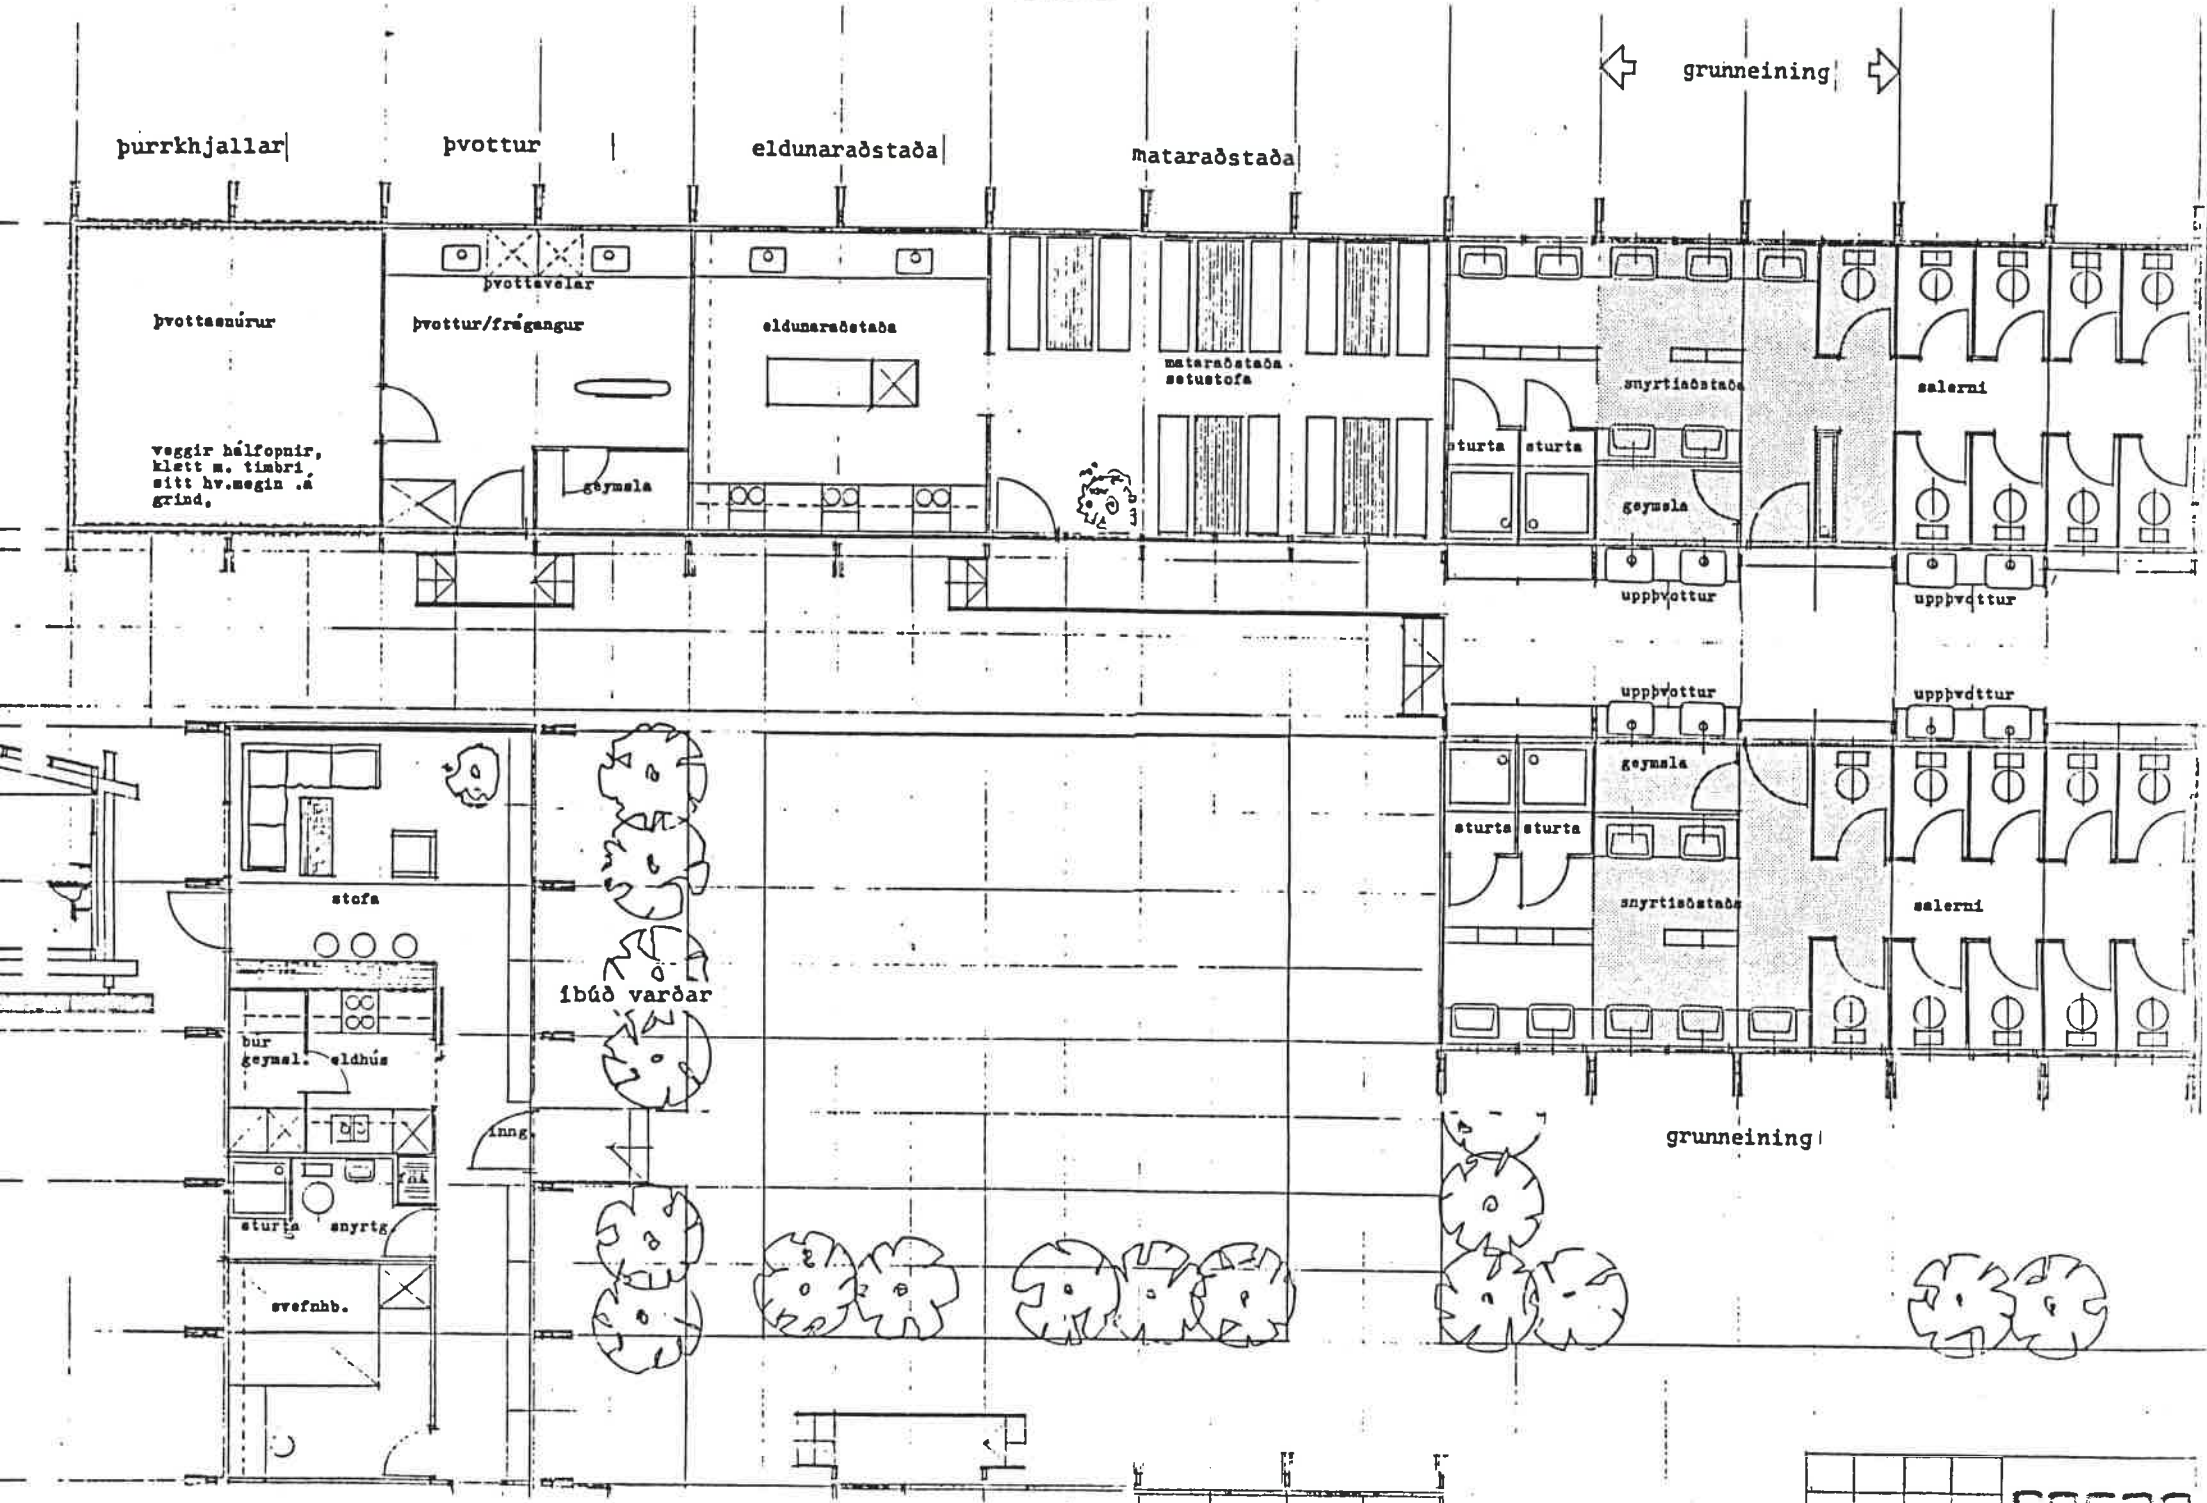 grunneining
þurrkhjallar
þvottur
eldunaraðstaða
mataraðstaða
þvottavélar
þvottasnúrur
þvottur/frágangur
eldunaraðstaða
mataraðstaða
setustofa
snyrtiaðstaða
salerni
veggir hálfopnir,
klætt m. timbri
sitt hv.megin á
grind,
geymsla
sturta
sturta
geymsla
uppþvottur
uppþvottur
uppþvottur
uppþvottur
geymsla
sturta
sturta
stofa
snyrtiaðstaða
salerni
íbúð varðar
bur
geymsl.
eldhús
inng.
grunneining
sturta
snyrtg.
svefnhb.